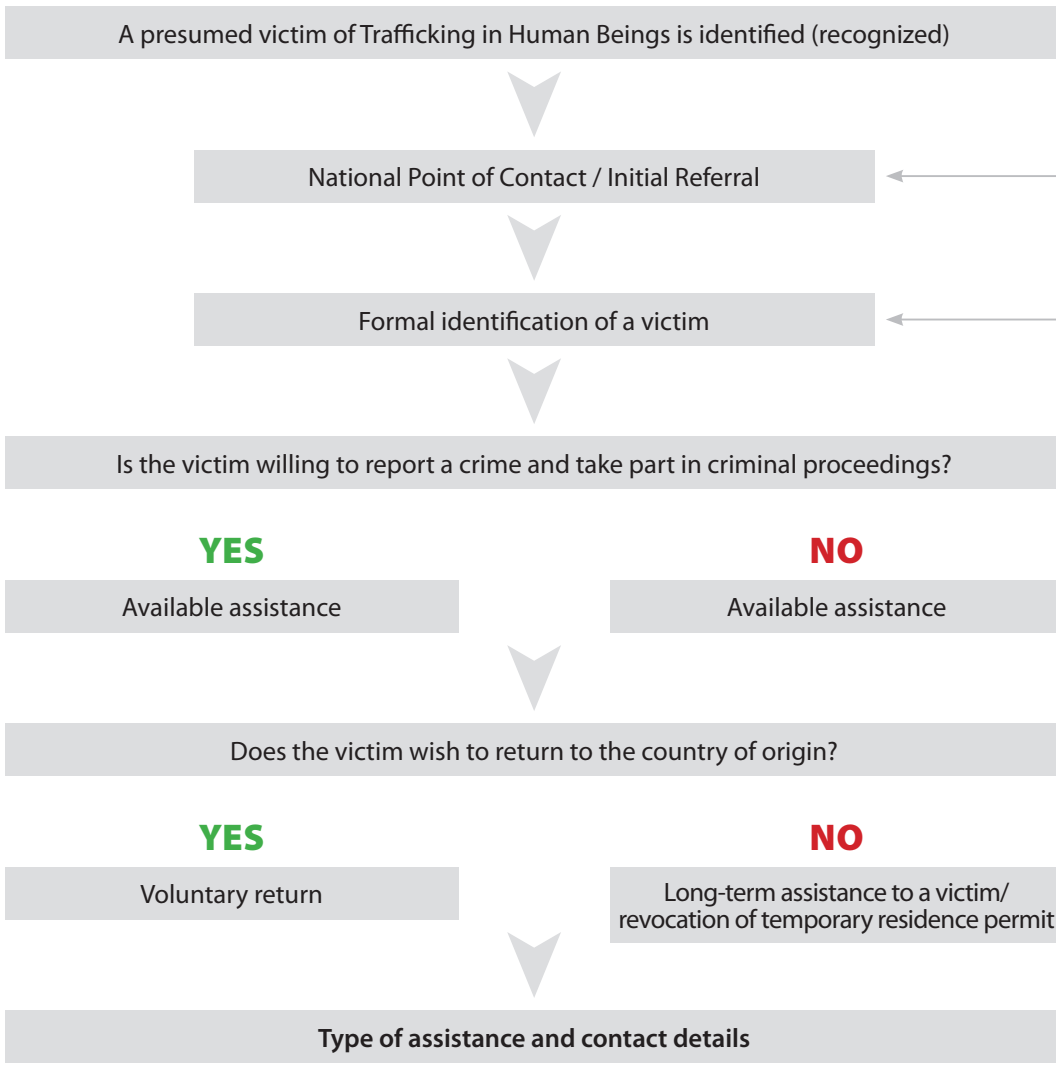 A presumed victim of Trafficking in Human Beings is identified (recognized)
National Point of Contact / Initial Referral
Formal identification of a victim
Is the victim willing to report a crime and take part in criminal proceedings?
YES
NO
Available assistance
Available assistance
Does the victim wish to return to the country of origin?
YES
NO
Voluntary return
Long-term assistance to a victim/
revocation of temporary residence permit
Type of assistance and contact details